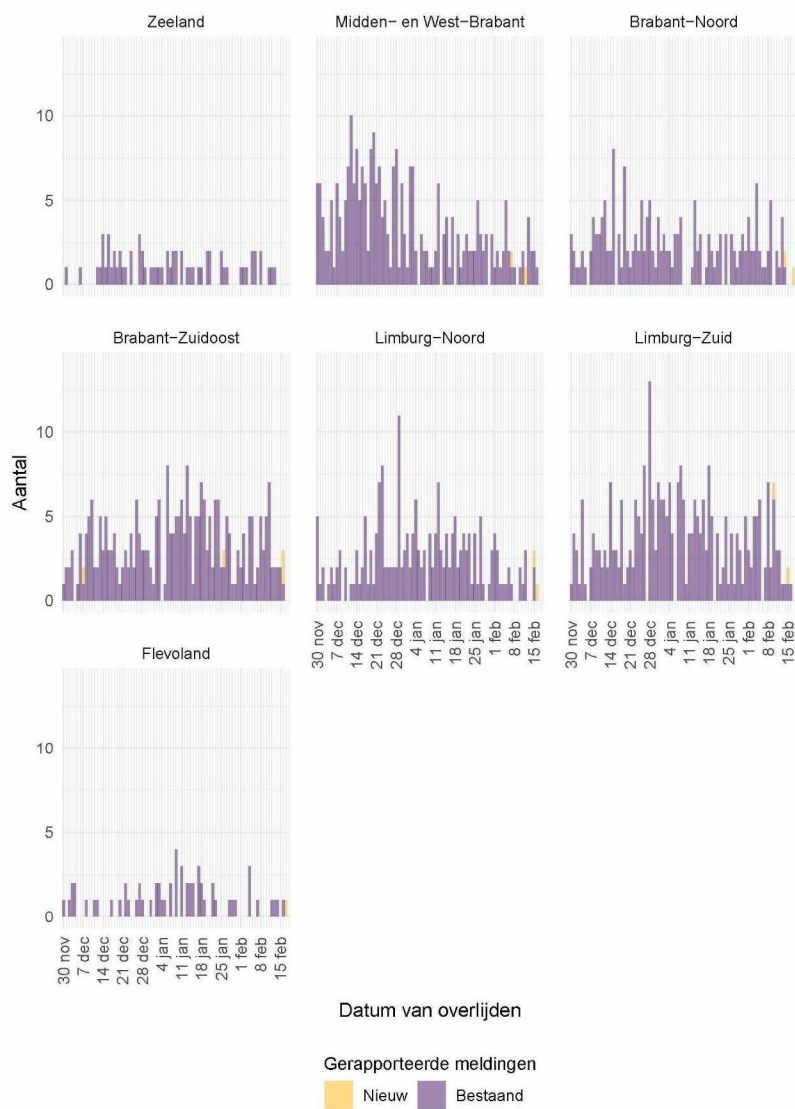 Zeeland
Midden− en West−Brabant
Brabant−Noord
10
5
0
Brabant−Zuidoost
Limburg−Noord
Limburg−Zuid
10
5
0
30 nov
7 dec
14 dec
21 dec
28 dec
4 jan
11 jan
18 jan
25 jan
1 feb
8 feb
15 feb
30 nov
7 dec
14 dec
21 dec
28 dec
4 jan
11 jan
18 jan
25 jan
1 feb
8 feb
15 feb
Flevoland
10
5
0
30 nov
7 dec
14 dec
21 dec
28 dec
4 jan
11 jan
18 jan
25 jan
1 feb
8 feb
15 feb
Aantal
Datum van overlijden
Gerapporteerde meldingen
Nieuw
Bestaand